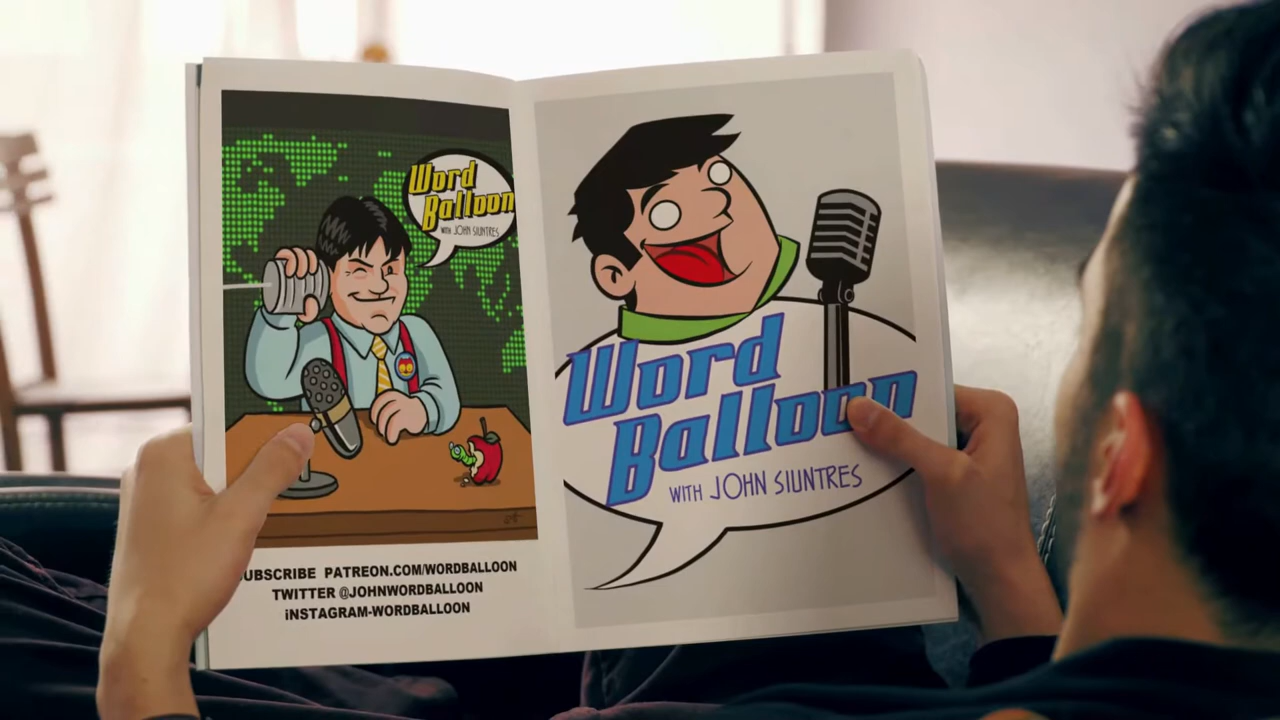 Word
Balloon
WITH JOHN SIUNTRES
SUBSCRIBE PATREON.COM/WORDBALLOON
TWITTER @JOHNWORDBALLOON
iNSTAGRAM-WORDBALLOON
Word
Balloon
WITH JOHN SIUNTRES